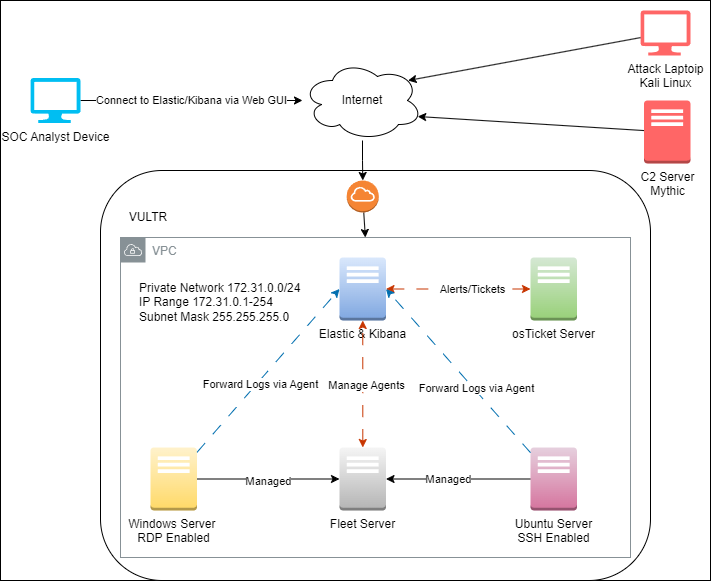 Attack Laptoip
Kali Linux
Connect to Elastic/Kibana via Web GUI
Internet
SOC Analyst Device
C2 Server
Mythic
VULTR
VPC
Private Network 172.31.0.0/24
IP Range 172.31.0.1-254
Subnet Mask 255.255.255.0
Alerts/Tickets
Elastic & Kibana
osTicket Server
Forward Logs via Agent
Manage Agents
Forward Logs via Agent
Managed
Managed
Windows Server
RDP Enabled
Fleet Server
Ubuntu Server
SSH Enabled